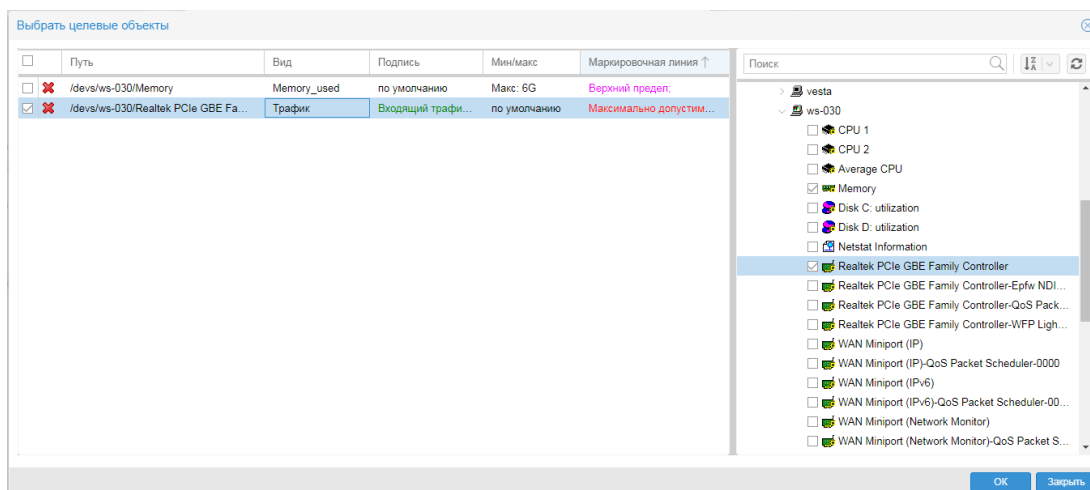 Выбрать целевые объекты
Путь Вид Подпись Мин/макс Маркировочная линия
/devs/ws-030/Memory Memory_used по умолчанию Макс: 6G Верхний предел;
/devs/ws-030/Realtek PCIe GBE Fa... Трафик Входящий трафи... по умолчанию Максимально допустим...
Поиск
vesta
ws-030
CPU 1
CPU 2
Average CPU
Memory
Disk C: utilization
Disk D: utilization
Netstat Information
Realtek PCIe GBE Family Controller
Realtek PCIe GBE Family Controller-Epfw NDI...
Realtek PCIe GBE Family Controller-QoS Pack...
Realtek PCIe GBE Family Controller-WFP Ligh...
WAN Miniport (IP)
WAN Miniport (IP)-QoS Packet Scheduler-0000
WAN Miniport (IPv6)
WAN Miniport (IPv6)-QoS Packet Scheduler-00...
WAN Miniport (Network Monitor)
WAN Miniport (Network Monitor)-QoS Packet S...
ОК Закрыть